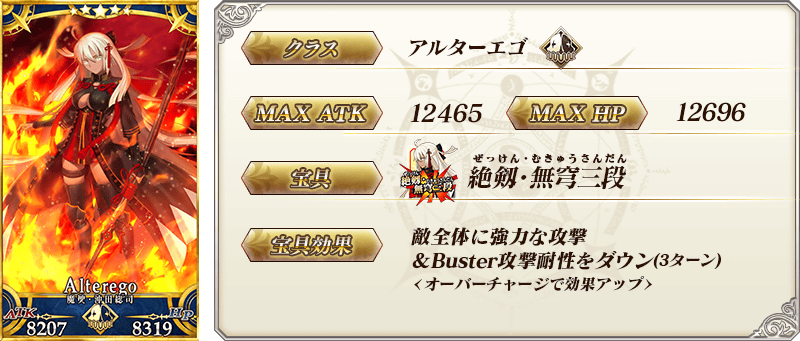 Alterego
魔神・沖田総司
ATK
HP
8207
8319
クラス
アルターエゴ
MAX ATK
12465
MAX HP
12696
宝具
ぜっけん・むきゅうさんだん
絶剱・無穹三段
宝具効果
敵全体に強力な攻撃
＆Buster攻撃耐性をダウン(3ターン)
<オーバーチャージで効果アップ>